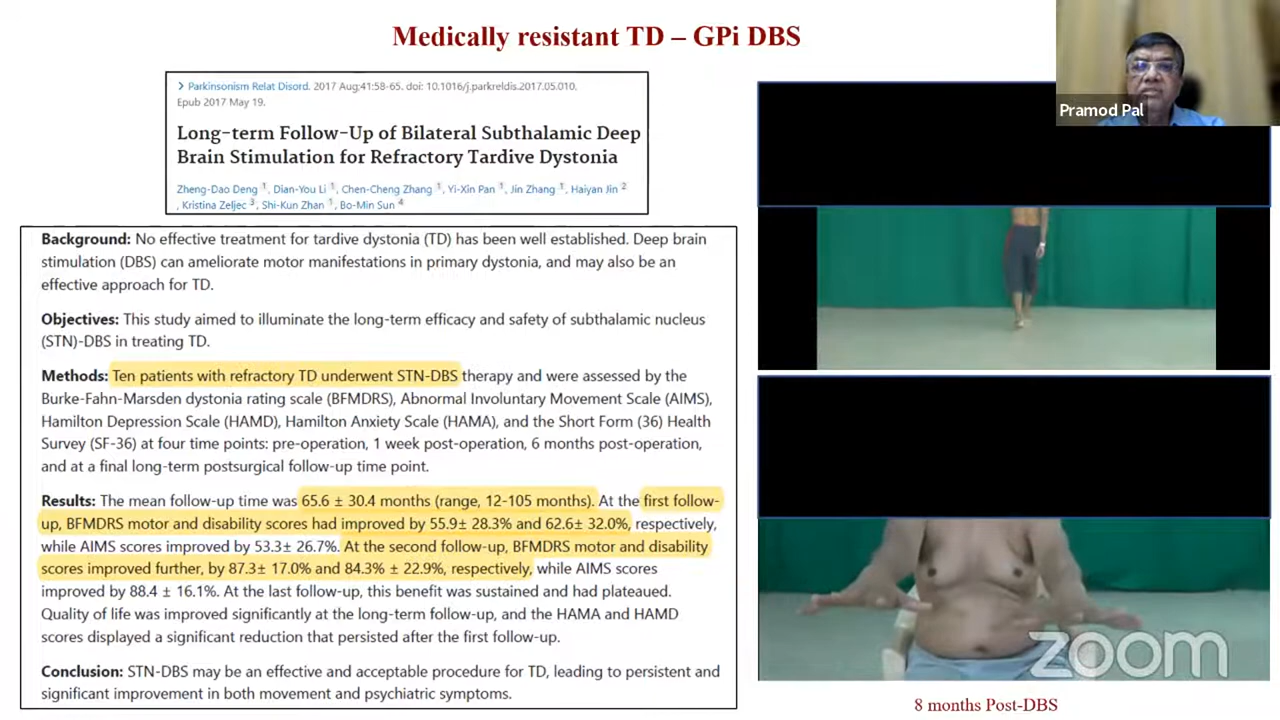 Medically resistant TD – GPi DBS
Pramod Pal
> Parkinsonism Relat Disord. 2017 Aug:41:58-65. doi: 10.1016/j.parkreldis.2017.05.010.
Epub 2017 May 19.
Long-term Follow-Up of Bilateral Subthalamic Deep
Brain Stimulation for Refractory Tardive Dystonia
Zheng-Dao Deng 1, Dian-You Li 1, Chen-Cheng Zhang 1, Yi-Xin Pan 1, Jin Zhang 1, Haiyan Jin 2
, Kristina Zeljec 3, Shi-Kun Zhan 1, Bo-Min Sun 4
Background: No effective treatment for tardive dystonia (TD) has been well established. Deep brain
stimulation (DBS) can ameliorate motor manifestations in primary dystonia, and may also be an
effective approach for TD.
Objectives: This study aimed to illuminate the long-term efficacy and safety of subthalamic nucleus
(STN)-DBS in treating TD.
Methods: Ten patients with refractory TD underwent STN-DBS therapy and were assessed by the
Burke-Fahn-Marsden dystonia rating scale (BFMDRS), Abnormal Involuntary Movement Scale (AIMS),
Hamilton Depression Scale (HAMD), Hamilton Anxiety Scale (HAMA), and the Short Form (36) Health
Survey (SF-36) at four time points: pre-operation, 1 week post-operation, 6 months post-operation,
and at a final long-term postsurgical follow-up time point.
Results: The mean follow-up time was 65.6 ± 30.4 months (range, 12-105 months). At the first follow-
up, BFMDRS motor and disability scores had improved by 55.9± 28.3% and 62.6± 32.0%, respectively,
while AIMS scores improved by 53.3± 26.7%. At the second follow-up, BFMDRS motor and disability
scores improved further, by 87.3± 17.0% and 84.3% ± 22.9%, respectively, while AIMS scores
improved by 88.4 ± 16.1%. At the last follow-up, this benefit was sustained and had plateaued.
Quality of life was improved significantly at the long-term follow-up, and the HAMA and HAMD
scores displayed a significant reduction that persisted after the first follow-up.
Conclusion: STN-DBS may be an effective and acceptable procedure for TD, leading to persistent and
significant improvement in both movement and psychiatric symptoms.
zoom
8 months Post-DBS